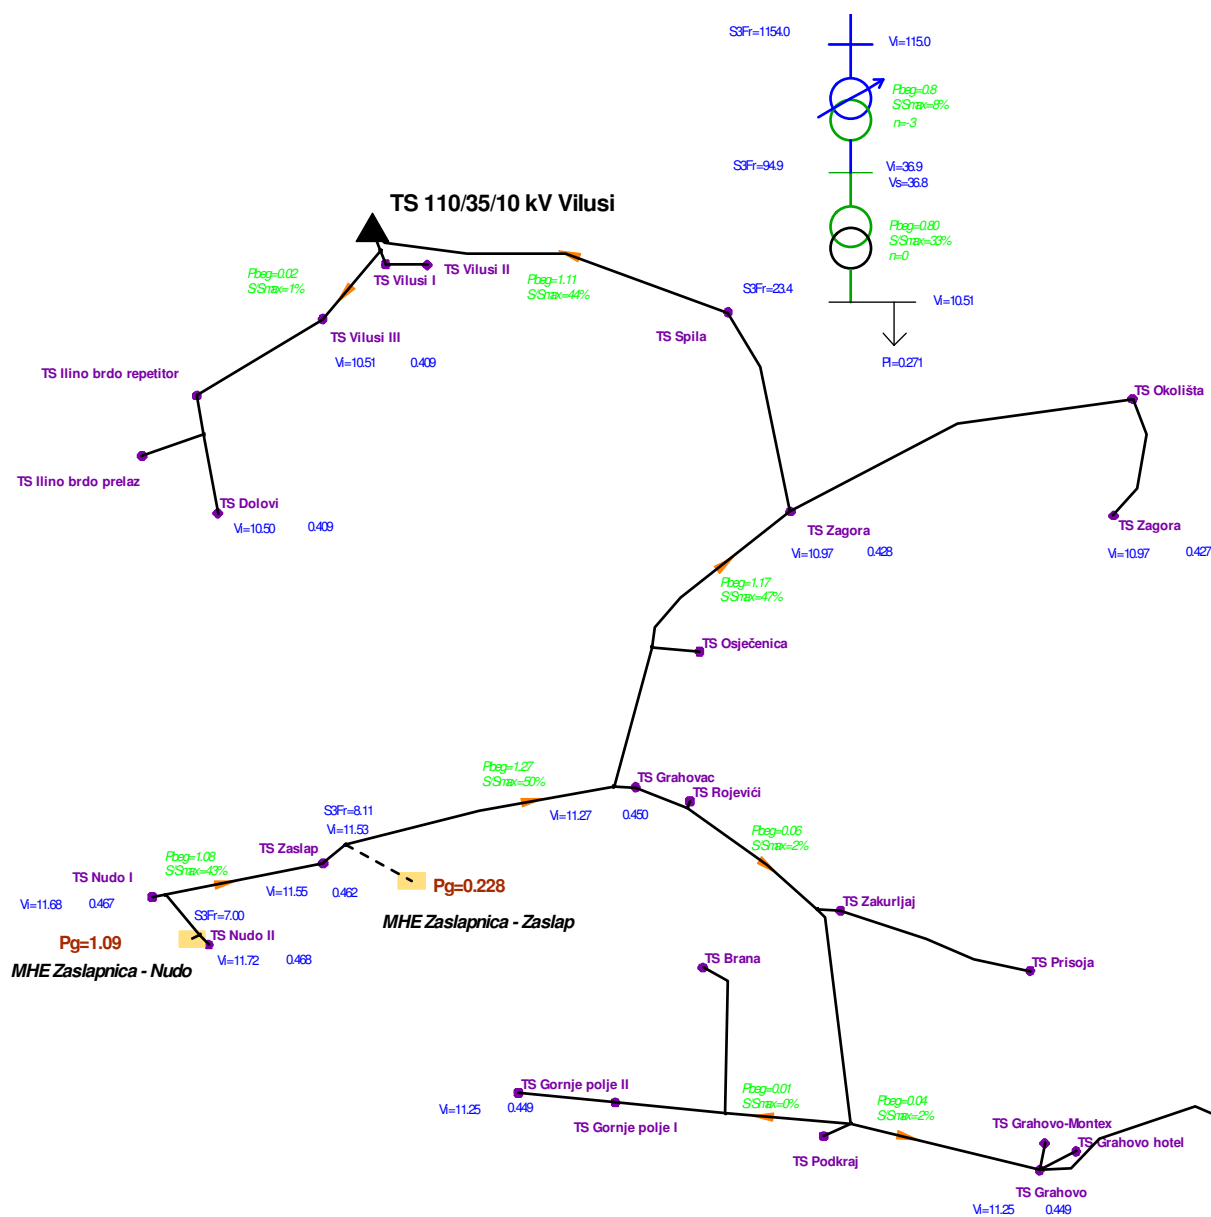 S3Fr=1154.0
Vi=115.0
Pbeg=0.8
S/Smax=8%
n=-3
S3Fr=94.9
Vi=36.9
Vs=36.8
Pbeg=0.80
S/Smax=33%
n=0
S3Fr=23.4
Vi=10.51
Pl=0.271
TS 110/35/10 kV Vilusi
Pbeg=0.02
S/Smax=1%
TS Vilusi I
TS Vilusi II
Pbeg=1.11
S/Smax=44%
TS Vilusi III
Vi=10.51 0.409
TS Spila
TS Ilino brdo repetitor
TS Okolišta
TS Ilino brdo prelaz
TS Dolovi
Vi=10.50 0.409
TS Zagora
Vi=10.97 0.428
TS Zagora
Vi=10.97 0.427
Pbeg=1.17
S/Smax=47%
TS Osječenica
Pbeg=1.27
S/Smax=50%
TS Grahovac
TS Rojevići
Vi=11.27 0.450
S3Fr=8.11
Vi=11.53
Pbeg=0.06
S/Smax=2%
TS Zaslap
Pbeg=1.08
S/Smax=43%
TS Nudo I
Vi=11.55 0.462
Pg=0.228
Vi=11.68 0.467
S3Fr=7.00
MHE Zaslapnica - Zaslap
TS Zakurljaj
Pg=1.09
TS Nudo II
Vi=11.72 0.468
MHE Zaslapnica - Nudo
TS Brana
TS Prisoja
TS Gornje polje II
Vi=11.25 0.449
Pbeg=0.01
S/Smax=0%
Pbeg=0.04
S/Smax=2%
TS Gornje polje I
TS Grahovo-Montex
TS Grahovo hotel
TS Podkraj
TS Grahovo
Vi=11.25 0.449